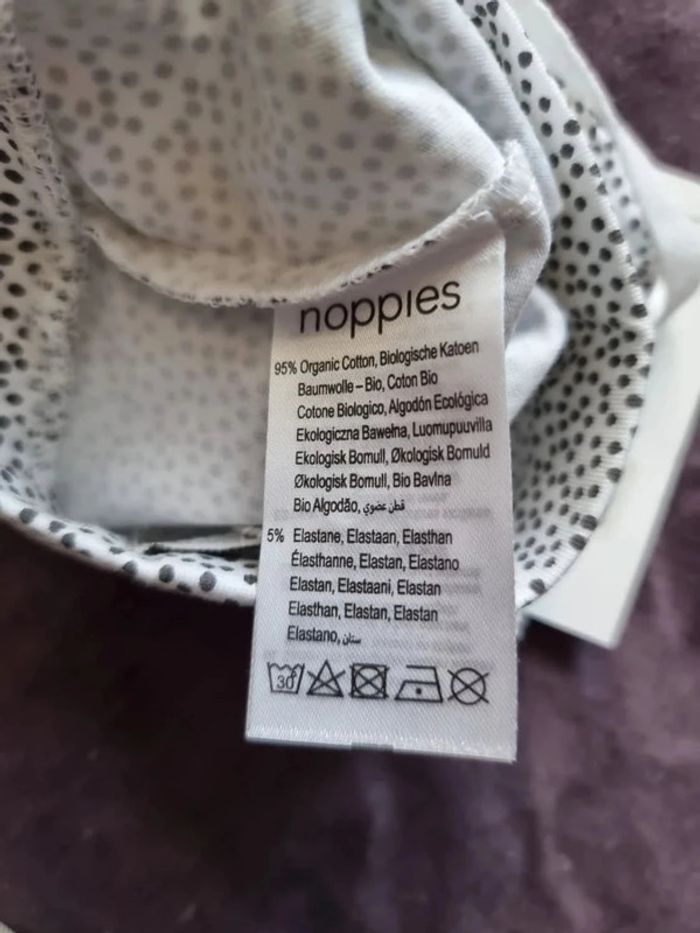 noppies
95% Organic Cotton, Biologische Katoen
Baumwolle – Bio, Coton Bio
Cotone Biologico, Algodón Ecológica
Ekologiczna Bawełna, Luomupuuvilla
Ekologisk Bomull, Økologisk Bomuld
Økologisk Bomull, Bio Bavlna
Bio Algodão, قطن عضوي
5% Elastane, Elastaan, Elasthan
Élasthanne, Elastan, Elastano
Elastan, Elastaani, Elastan
Elasthan, Elastan, Elastan
Elastano,
30